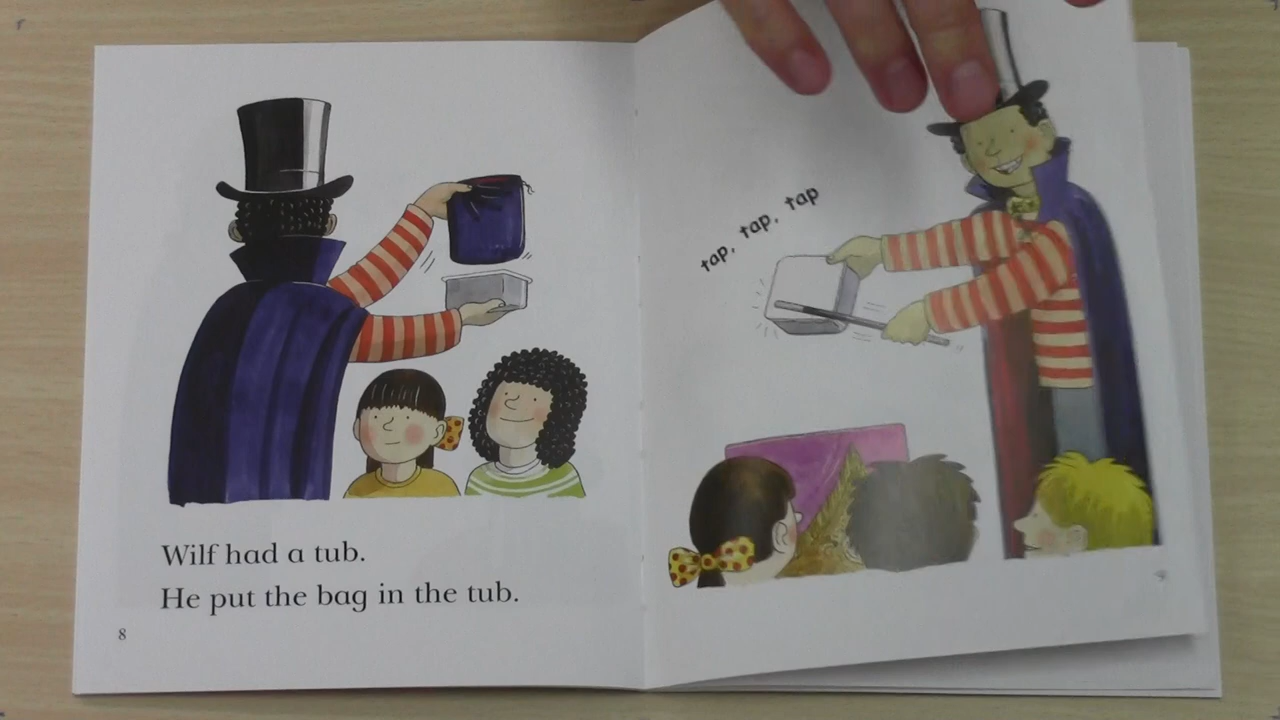 Wilf had a tub.
He put the bag in the tub.
8
tap, tap, tap